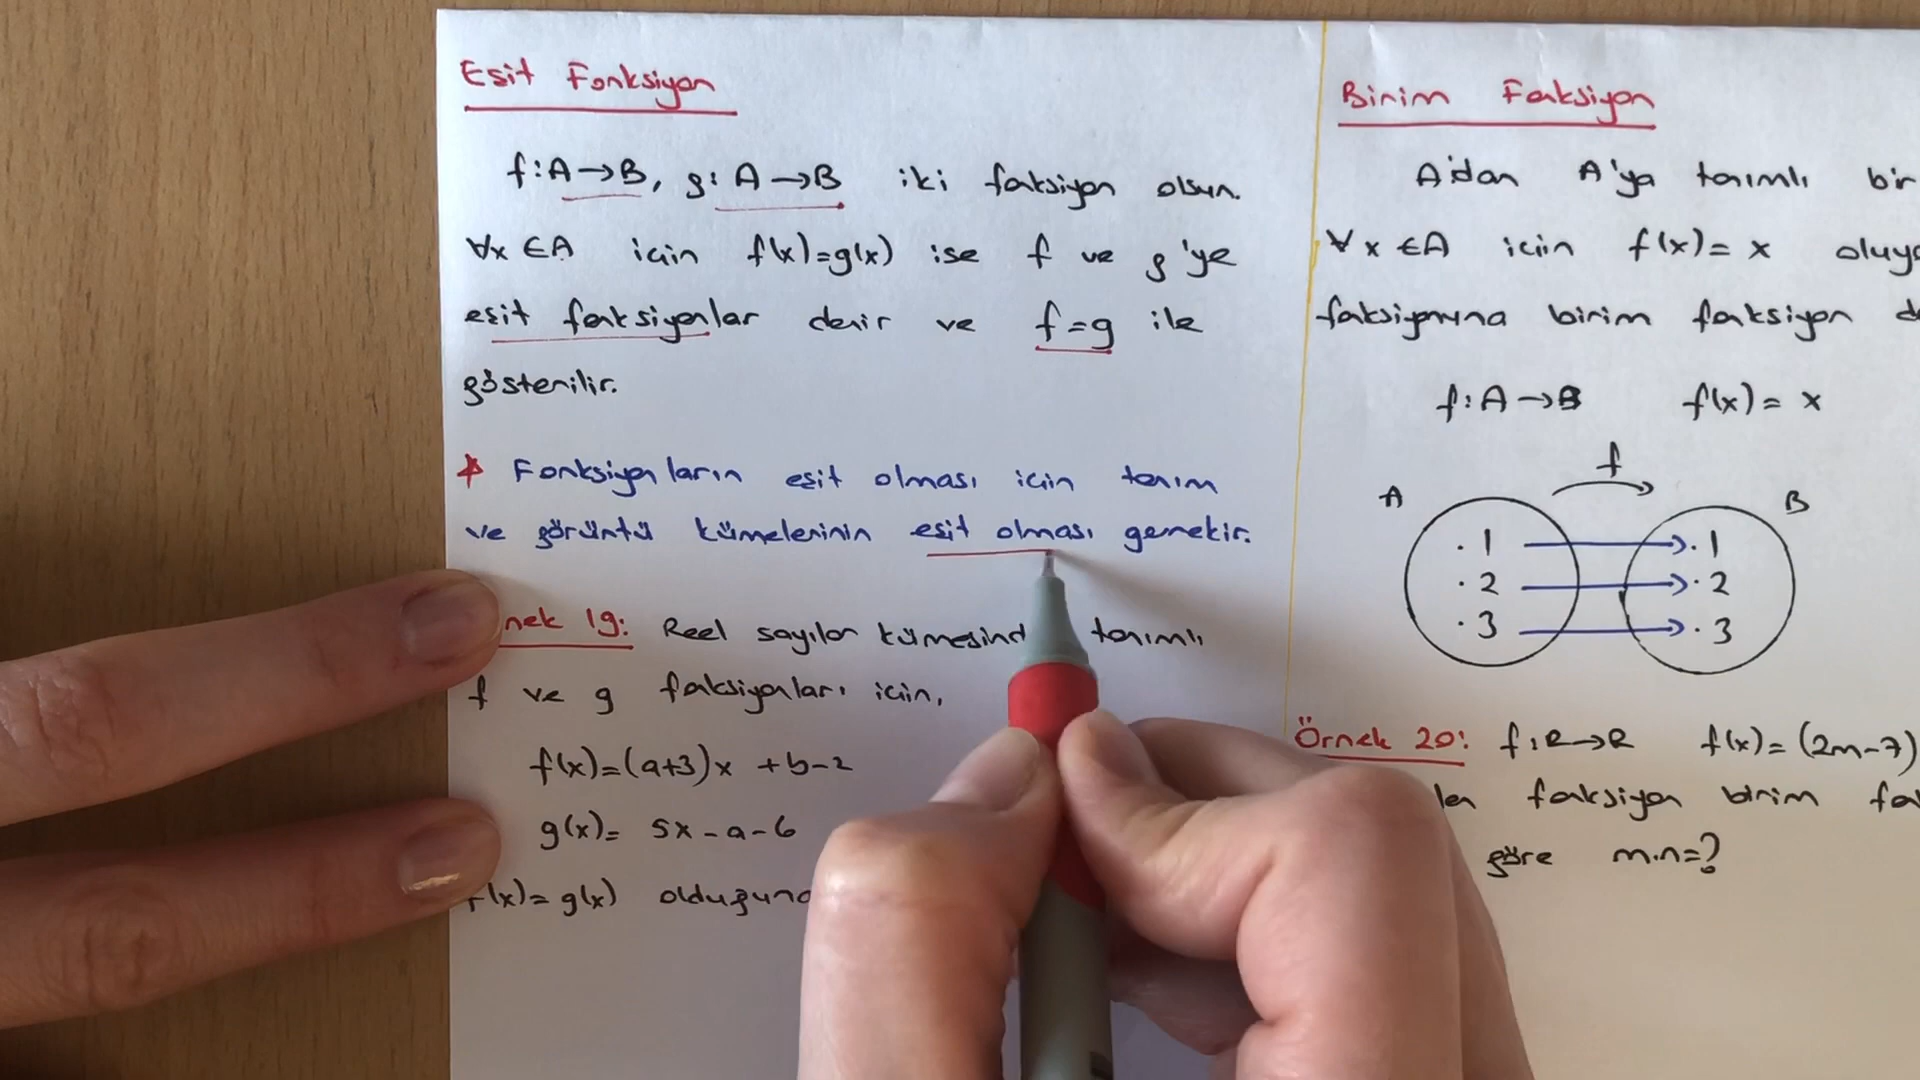 Eşit Fonksiyon
f:A→B, g: A→B iki fonksiyon olsun.
∀x∈A için f(x)=g(x) ise f ve g'ye
eşit fonksiyonlar denir ve f=g ile
gösterilir.
* Fonksiyonların eşit olması için tanım
ve görüntü kümelerinin eşit olması gerekir.
nek 19: Reel sayılar kümesind tanımlı
f ve g fonksiyonları için,
f(x)=(a+3)x +b-2
g(x)= 5x-a-6
f(x)= g(x) olduğuna
Birim Fonksiyon
A'dan A'ya tanımlı bir
∀x∈A için f(x)= x
fonksiyonuna birim fonksiyon
f:A→B f(x)= x
f
A B
.1 .1
.2 .2
.3 .3
Örnek 20: f:R→R f(x)=(2m-7)
fonksiyon birim
göre m.n=?